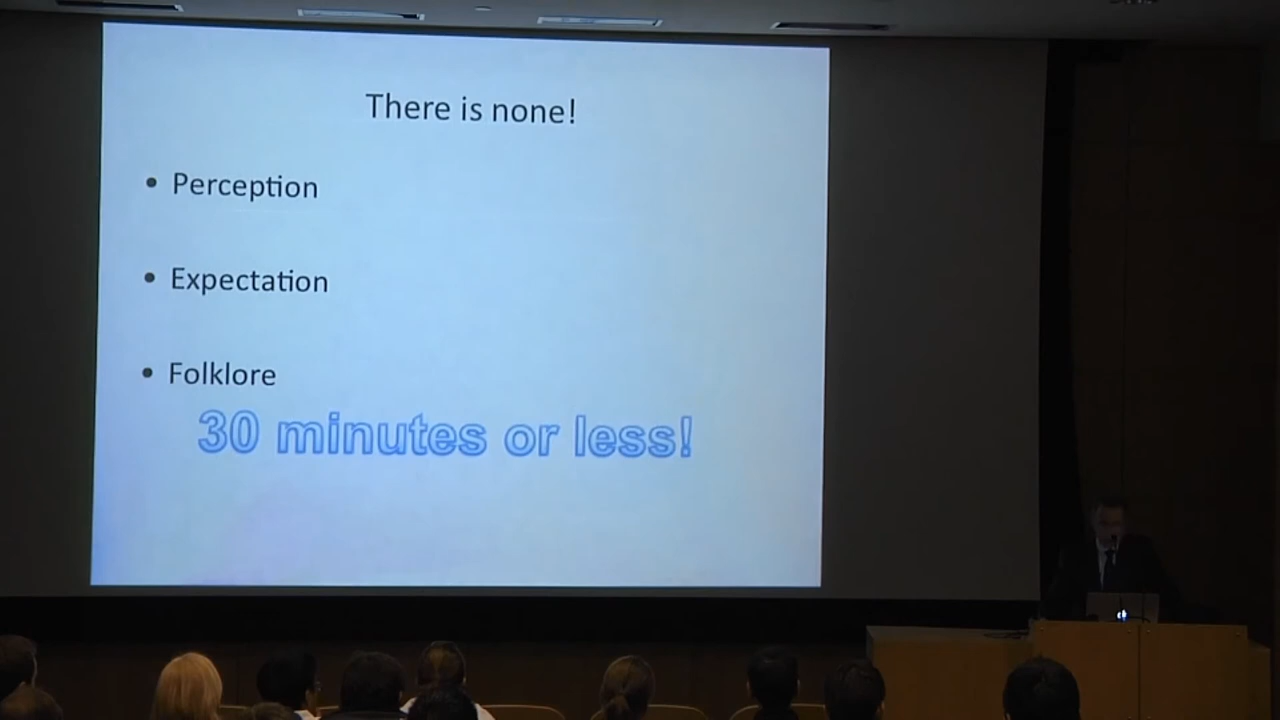 There is none!
• Perception
• Expectation
• Folklore
30 minutes or less!